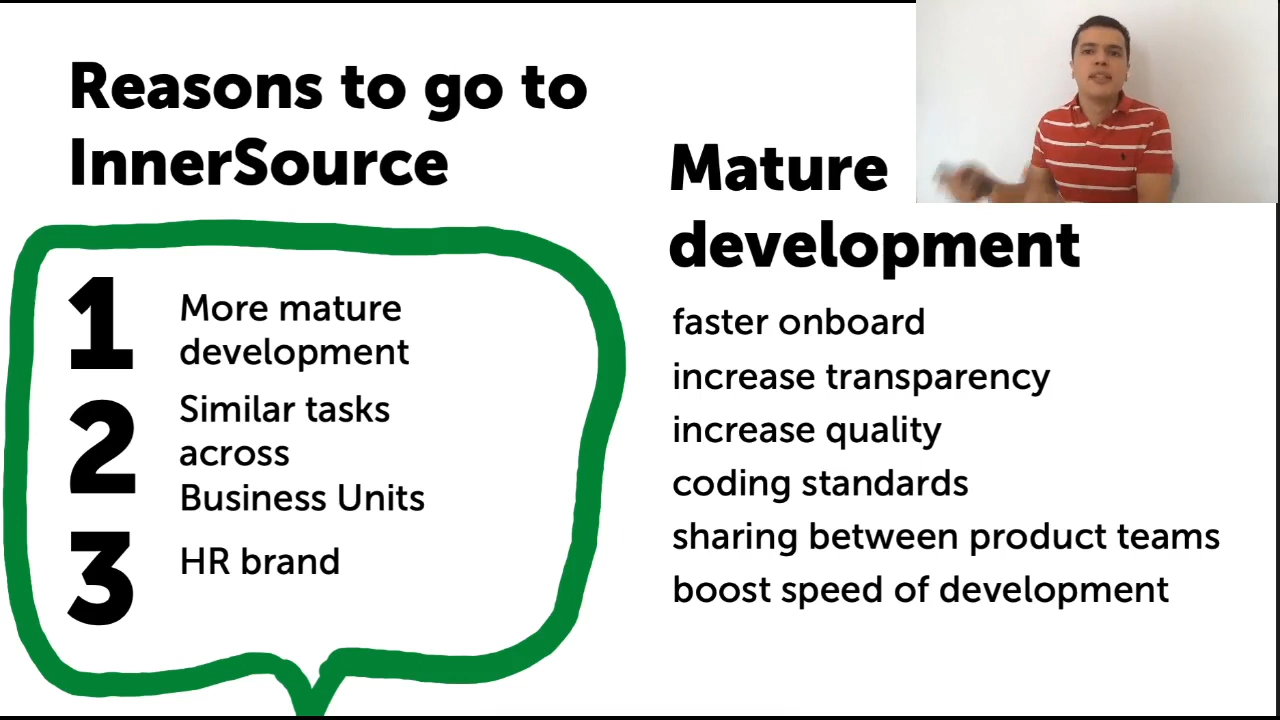 Reasons to go to
InnerSource
1
More mature
development
2
Similar tasks
across
Business Units
3
HR brand
Mature
development
faster onboard
increase transparency
increase quality
coding standards
sharing between product teams
boost speed of development